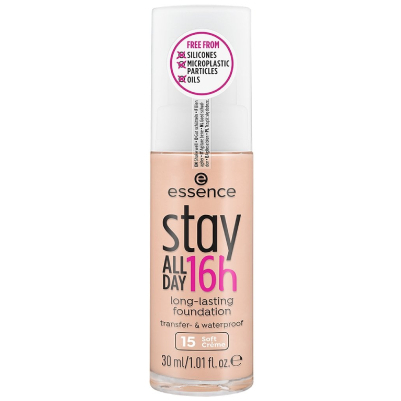 FREE FROM
SILICONES
MICROPLASTIC
PARTICLES
OILS
essence
stay
ALL
DAY
16h
long-lasting
foundation
transfer- & waterproof
15 Soft
Creme
30 ml/1.01 fl.oz.℮